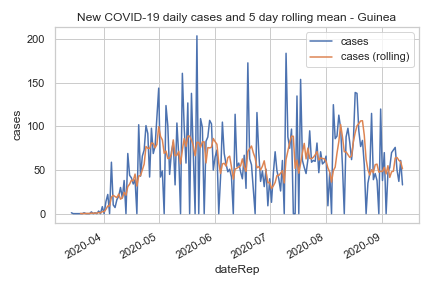 New COVID-19 daily cases and 5 day rolling mean - Guinea
cases
cases (rolling)
200
150
100
50
0
cases
2020-04
2020-05
2020-06
2020-07
2020-08
2020-09
dateRep